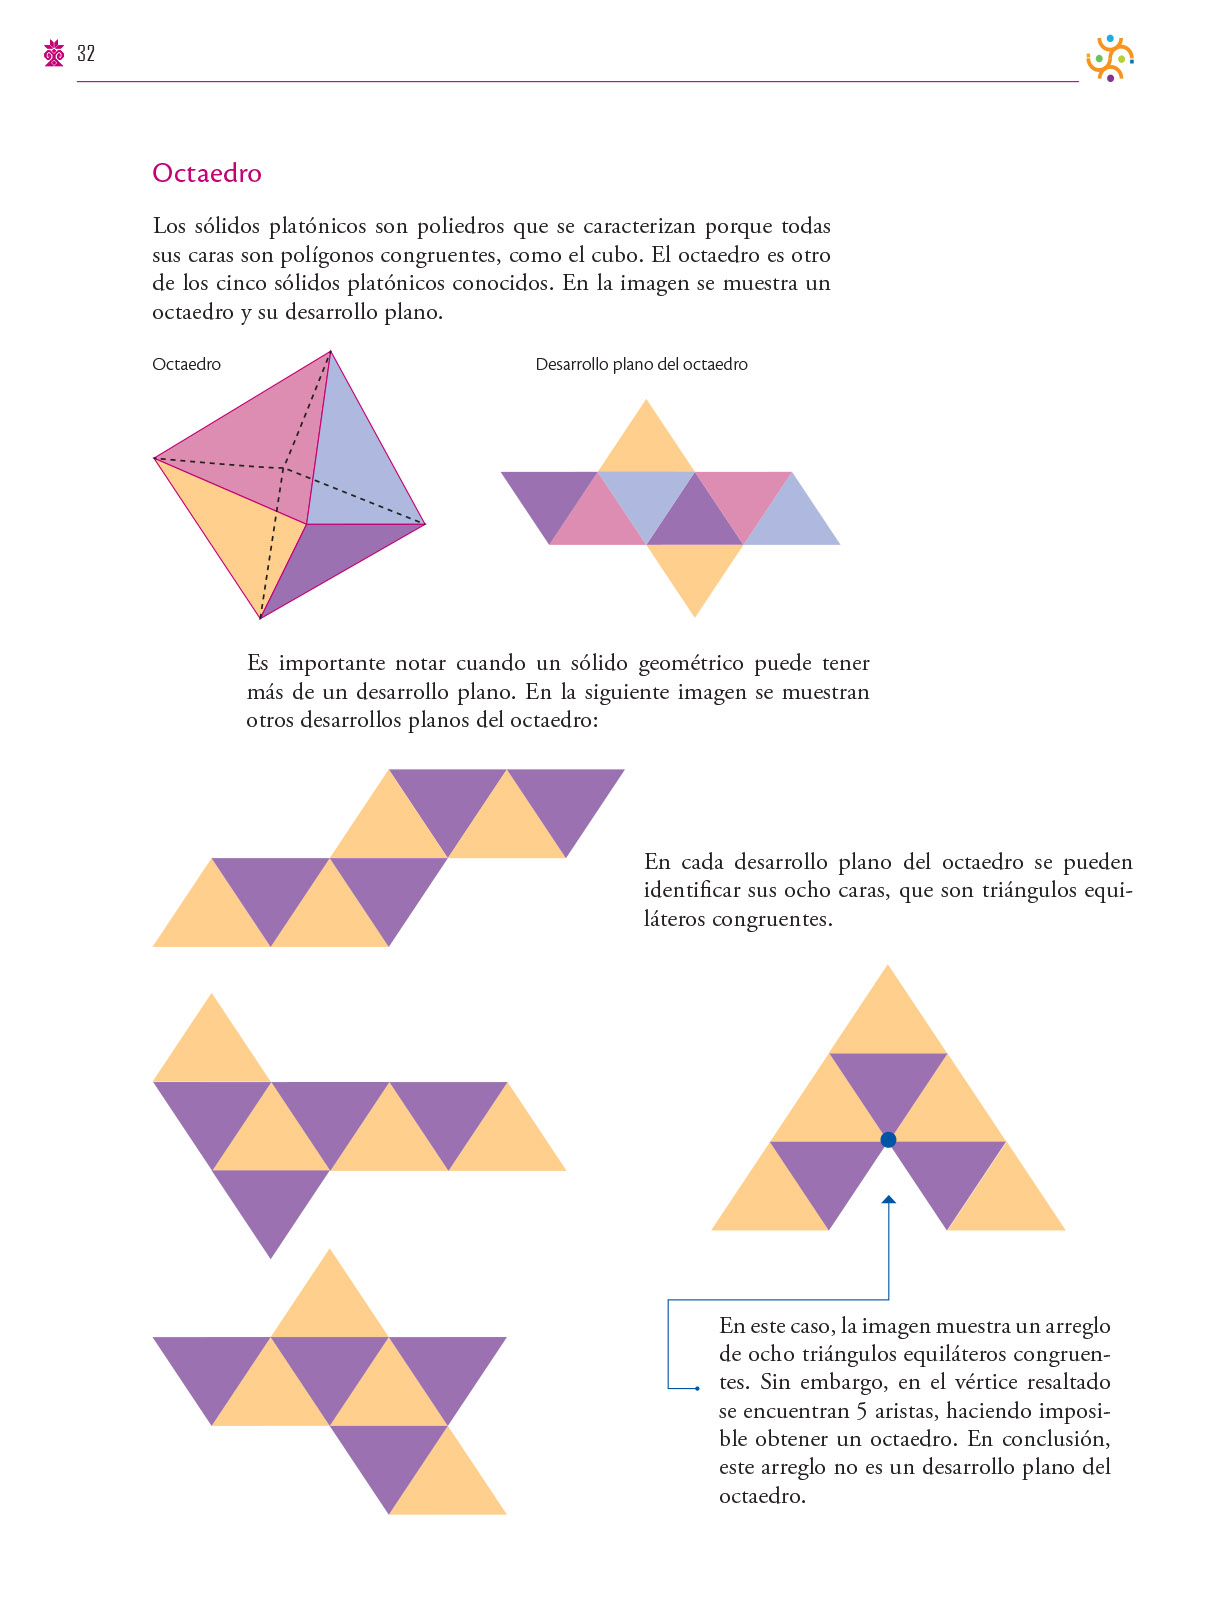 32
Octaedro
Los sólidos platónicos son poliedros que se caracterizan porque todas
sus caras son polígonos congruentes, como el cubo. El octaedro es otro
de los cinco sólidos platónicos conocidos. En la imagen se muestra un
octaedro y su desarrollo plano.
Octaedro
Desarrollo plano del octaedro
Es importante notar cuando un sólido geométrico puede tener
más de un desarrollo plano. En la siguiente imagen se muestran
otros desarrollos planos del octaedro:
En cada desarrollo plano del octaedro se pueden
identificar sus ocho caras, que son triángulos equi-
láteros congruentes.
En este caso, la imagen muestra un arreglo
de ocho triángulos equiláteros congruen-
tes. Sin embargo, en el vértice resaltado
se encuentran 5 aristas, haciendo imposi-
ble obtener un octaedro. En conclusión,
este arreglo no es un desarrollo plano del
octaedro.